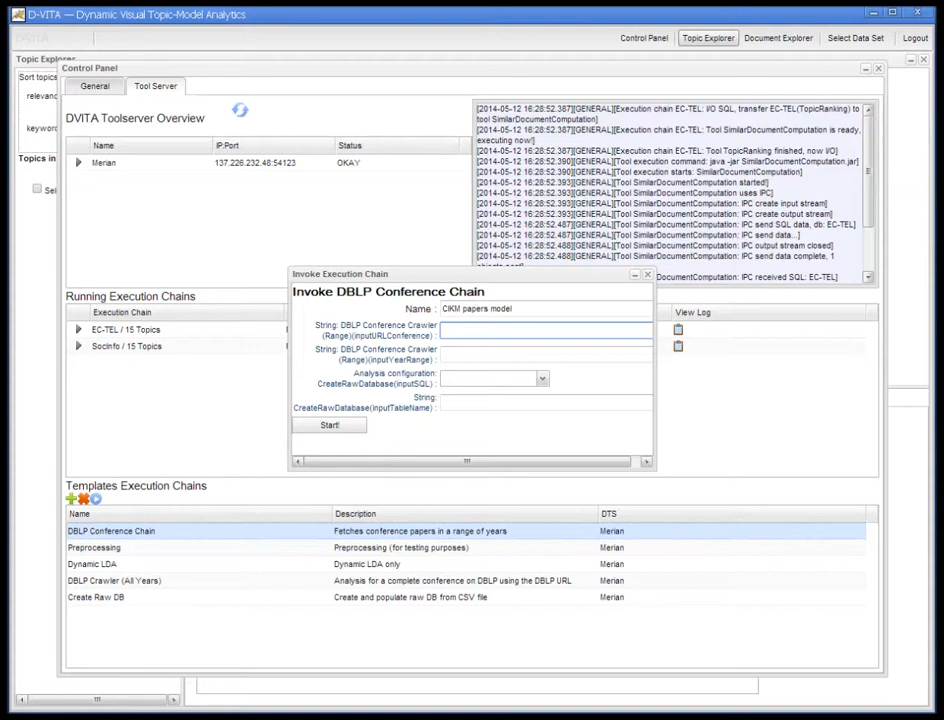 D-VITA — Dynamic Visual Topic-Model Analytics
Control Panel
Topic Explorer
Document Explorer
Select Data Set
Logout
Topic Explorer
Control Panel
Sort topics
relevan
keyword
Topics in
Sel
General
Tool Server
DVITA Toolserver Overview
Name IP:Port Status
Merian 137.226.232.48:54123 OKAY
[2014-05-12 16:28:52.387][GENERAL][Execution chain EC-TEL: I/O SQL, transfer EC-TEL(TopicRanking) to
tool SimilarDocumentComputation]
[2014-05-12 16:28:52.387][GENERAL][Execution chain EC-TEL: Tool SimilarDocumentComputation is ready,
executing now!]
[2014-05-12 16:28:52.387][GENERAL][Execution chain EC-TEL: Tool TopicRanking finished, now I/O]
[2014-05-12 16:28:52.390][GENERAL][Tool execution command: java -jar SimilarDocumentComputation.jar]
[2014-05-12 16:28:52.393][GENERAL][Tool execution starts: SimilarDocumentComputation]
[2014-05-12 16:28:52.393][GENERAL][Tool SimilarDocumentComputation started!]
[2014-05-12 16:28:52.393][GENERAL][Tool SimilarDocumentComputation uses IPC]
[2014-05-12 16:28:52.393][GENERAL][Tool SimilarDocumentComputation: IPC create input stream]
[2014-05-12 16:28:52.393][GENERAL][Tool SimilarDocumentComputation: IPC create output stream]
[2014-05-12 16:28:52.487][GENERAL][Tool SimilarDocumentComputation: IPC send SQL data, db: EC-TEL]
[2014-05-12 16:28:52.487][GENERAL][Tool SimilarDocumentComputation: IPC send data...]
[2014-05-12 16:28:52.488][GENERAL][Tool SimilarDocumentComputation: IPC output stream closed]
[2014-05-12 16:28:52.488][GENERAL][Tool SimilarDocumentComputation: IPC send data complete, 1
DocumentComputation: IPC received SQL: EC-TEL]
Running Execution Chains
Execution Chain
View Log
EC-TEL / 15 Topics
SocInfo / 15 Topics
Invoke Execution Chain
Invoke DBLP Conference Chain
Name : CIKM papers model
String: DBLP Conference Crawler
(Range)(inputURLConference) :
String: DBLP Conference Crawler
(Range)(inputYearRange) :
Analysis configuration:
CreateRawDatabase(inputSQL) :
String:
CreateRawDatabase(inputTableName) :
Start!
Templates Execution Chains
Name Description DTS
DBLP Conference Chain Fetches conference papers in a range of years Merian
Preprocessing Preprocessing (for testing purposes) Merian
Dynamic LDA Dynamic LDA only Merian
DBLP Crawler (All Years) Analysis for a complete conference on DBLP using the DBLP URL Merian
Create Raw DB Create and populate raw DB from CSV file Merian